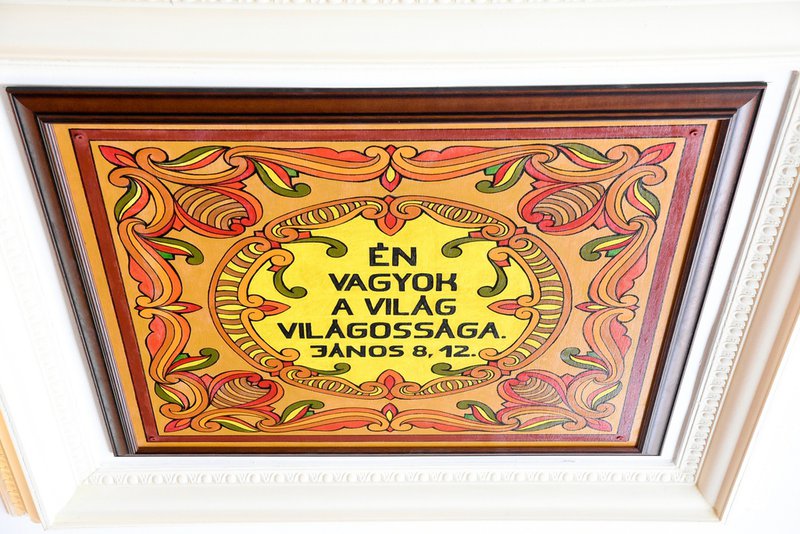 ÉN
VAGYOK
A VILÁG
VILÁGOSSÁGA.
JÁNOS 8, 12.